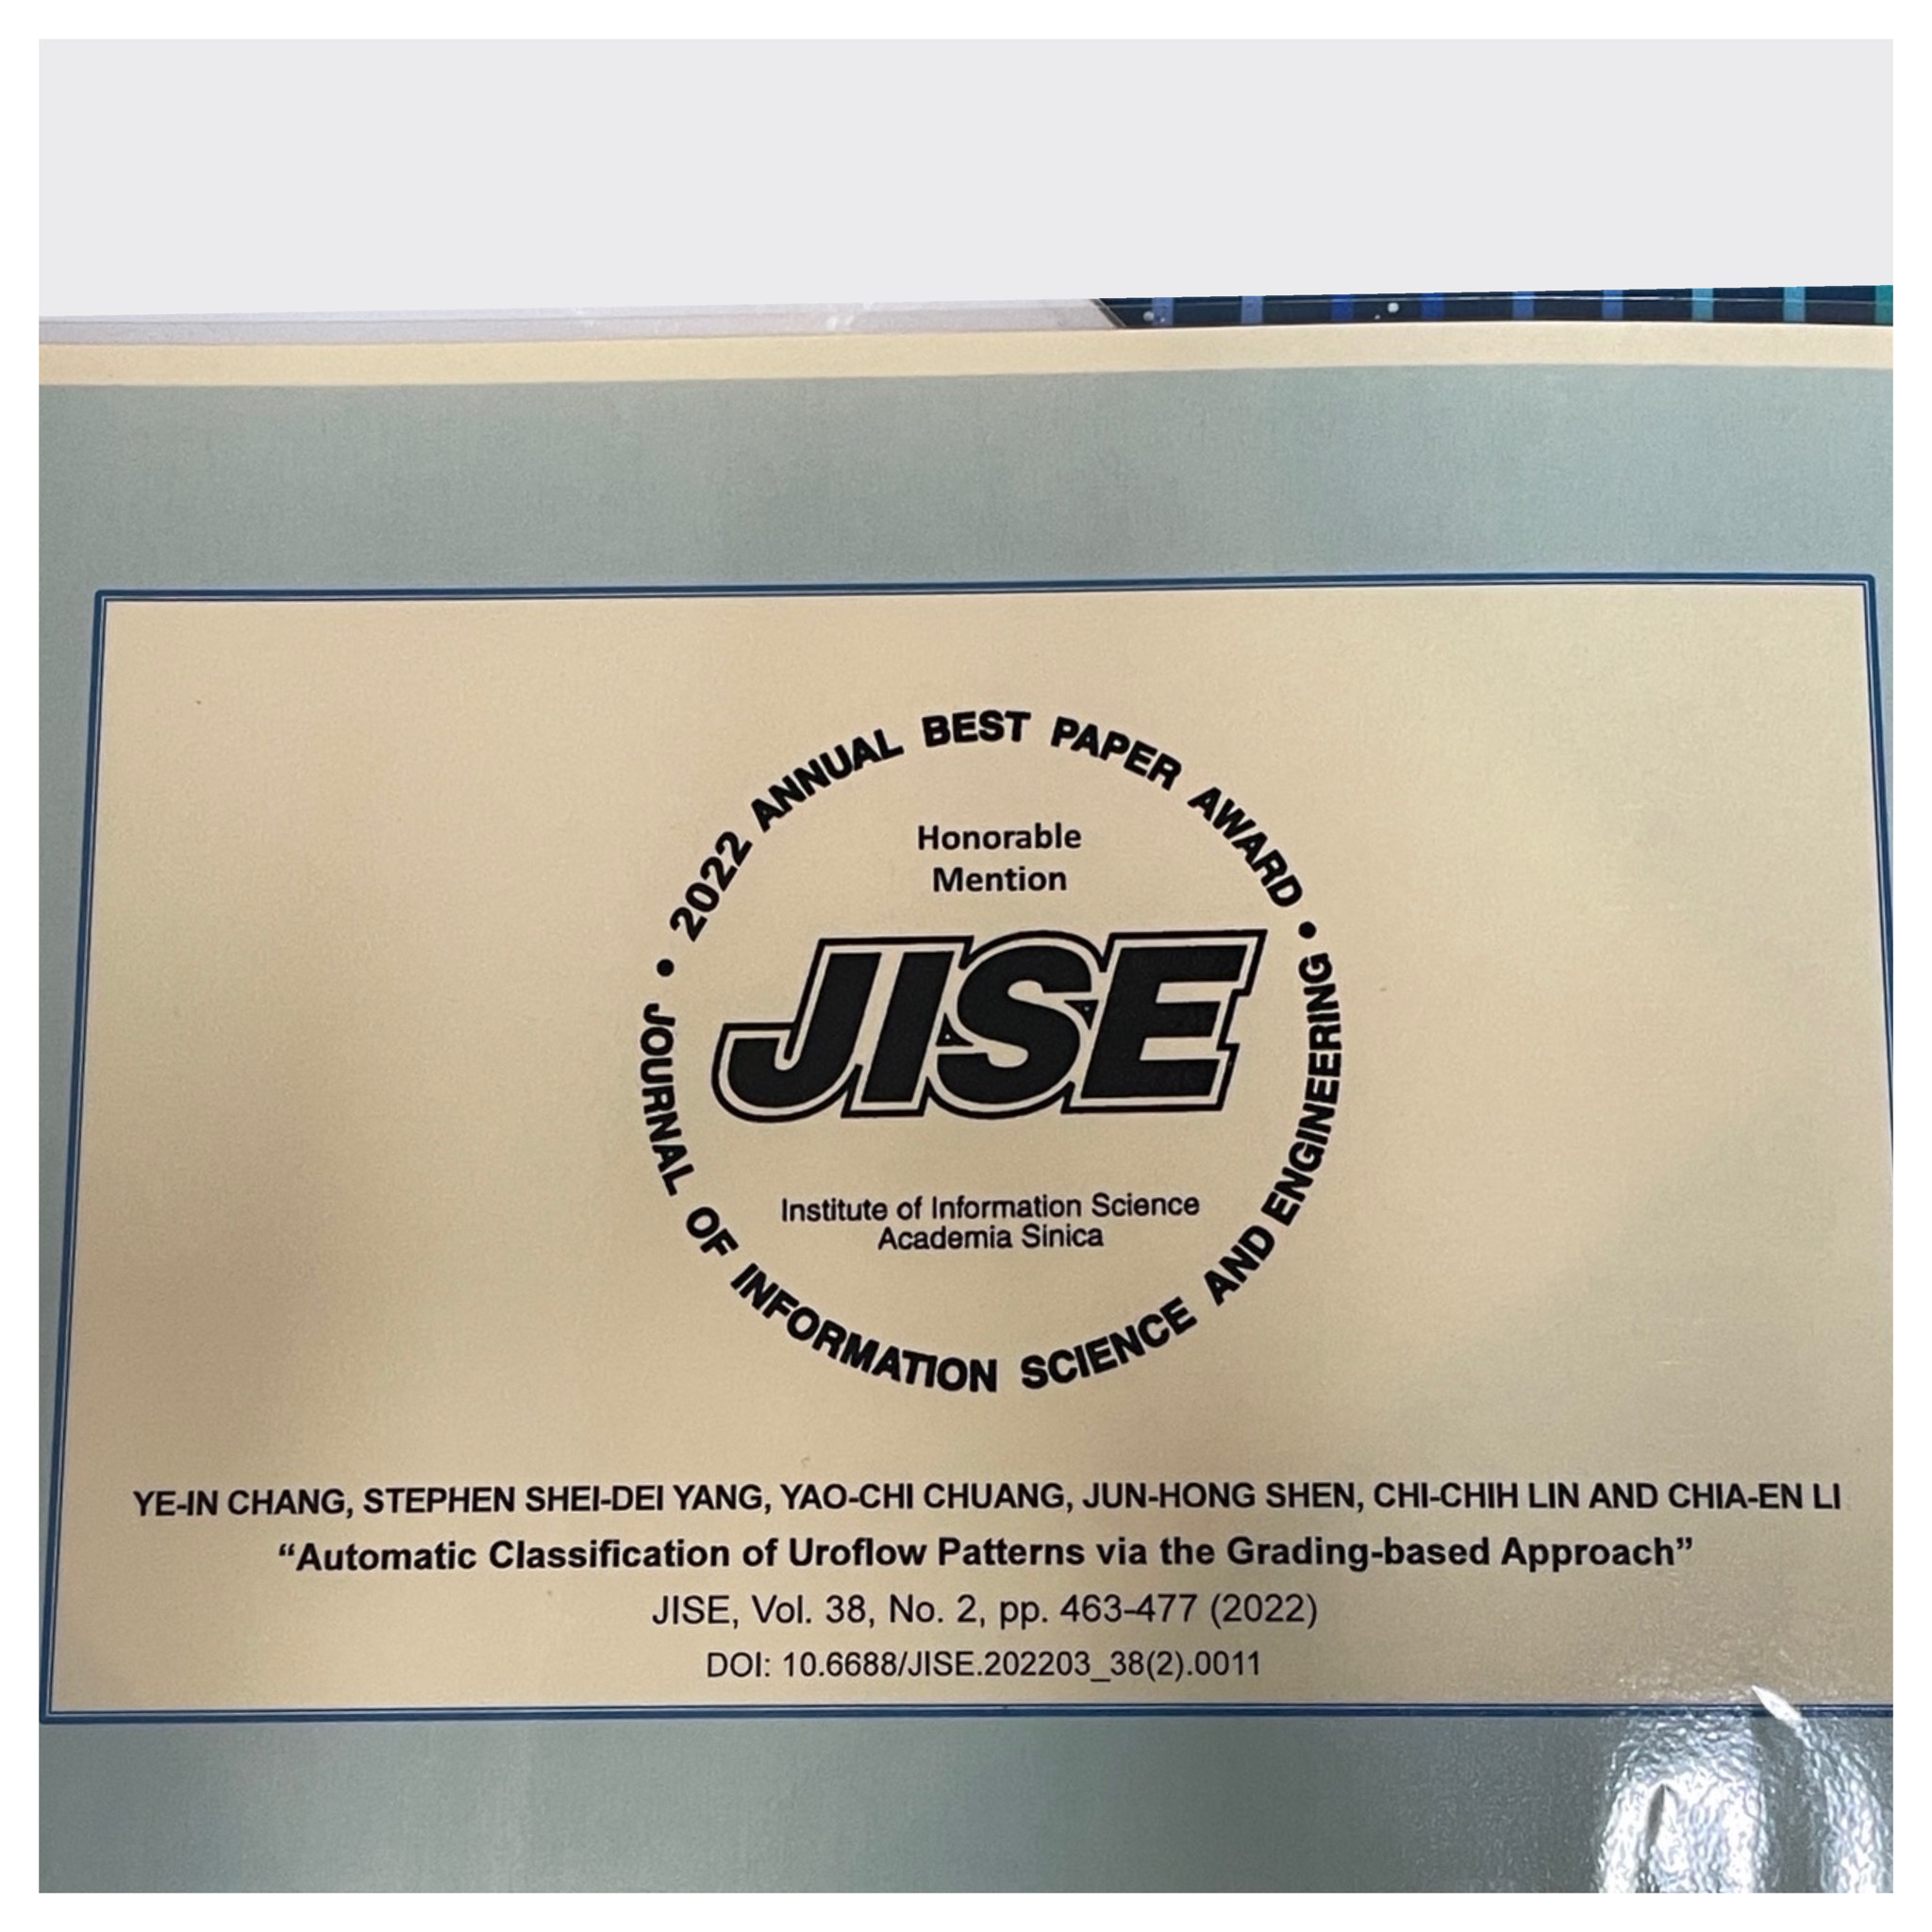 2022 ANNUAL BEST PAPER AWARD
Honorable
Mention
JISE
Institute of Information Science
Academia Sinica
• JOURNAL OF INFORMATION SCIENCE AND ENGINEERING •
YE-IN CHANG, STEPHEN SHEI-DEI YANG, YAO-CHI CHUANG, JUN-HONG SHEN, CHI-CHIH LIN AND CHIA-EN LI
“Automatic Classification of Uroflow Patterns via the Grading-based Approach”
JISE, Vol. 38, No. 2, pp. 463-477 (2022)
DOI: 10.6688/JISE.202203_38(2).0011